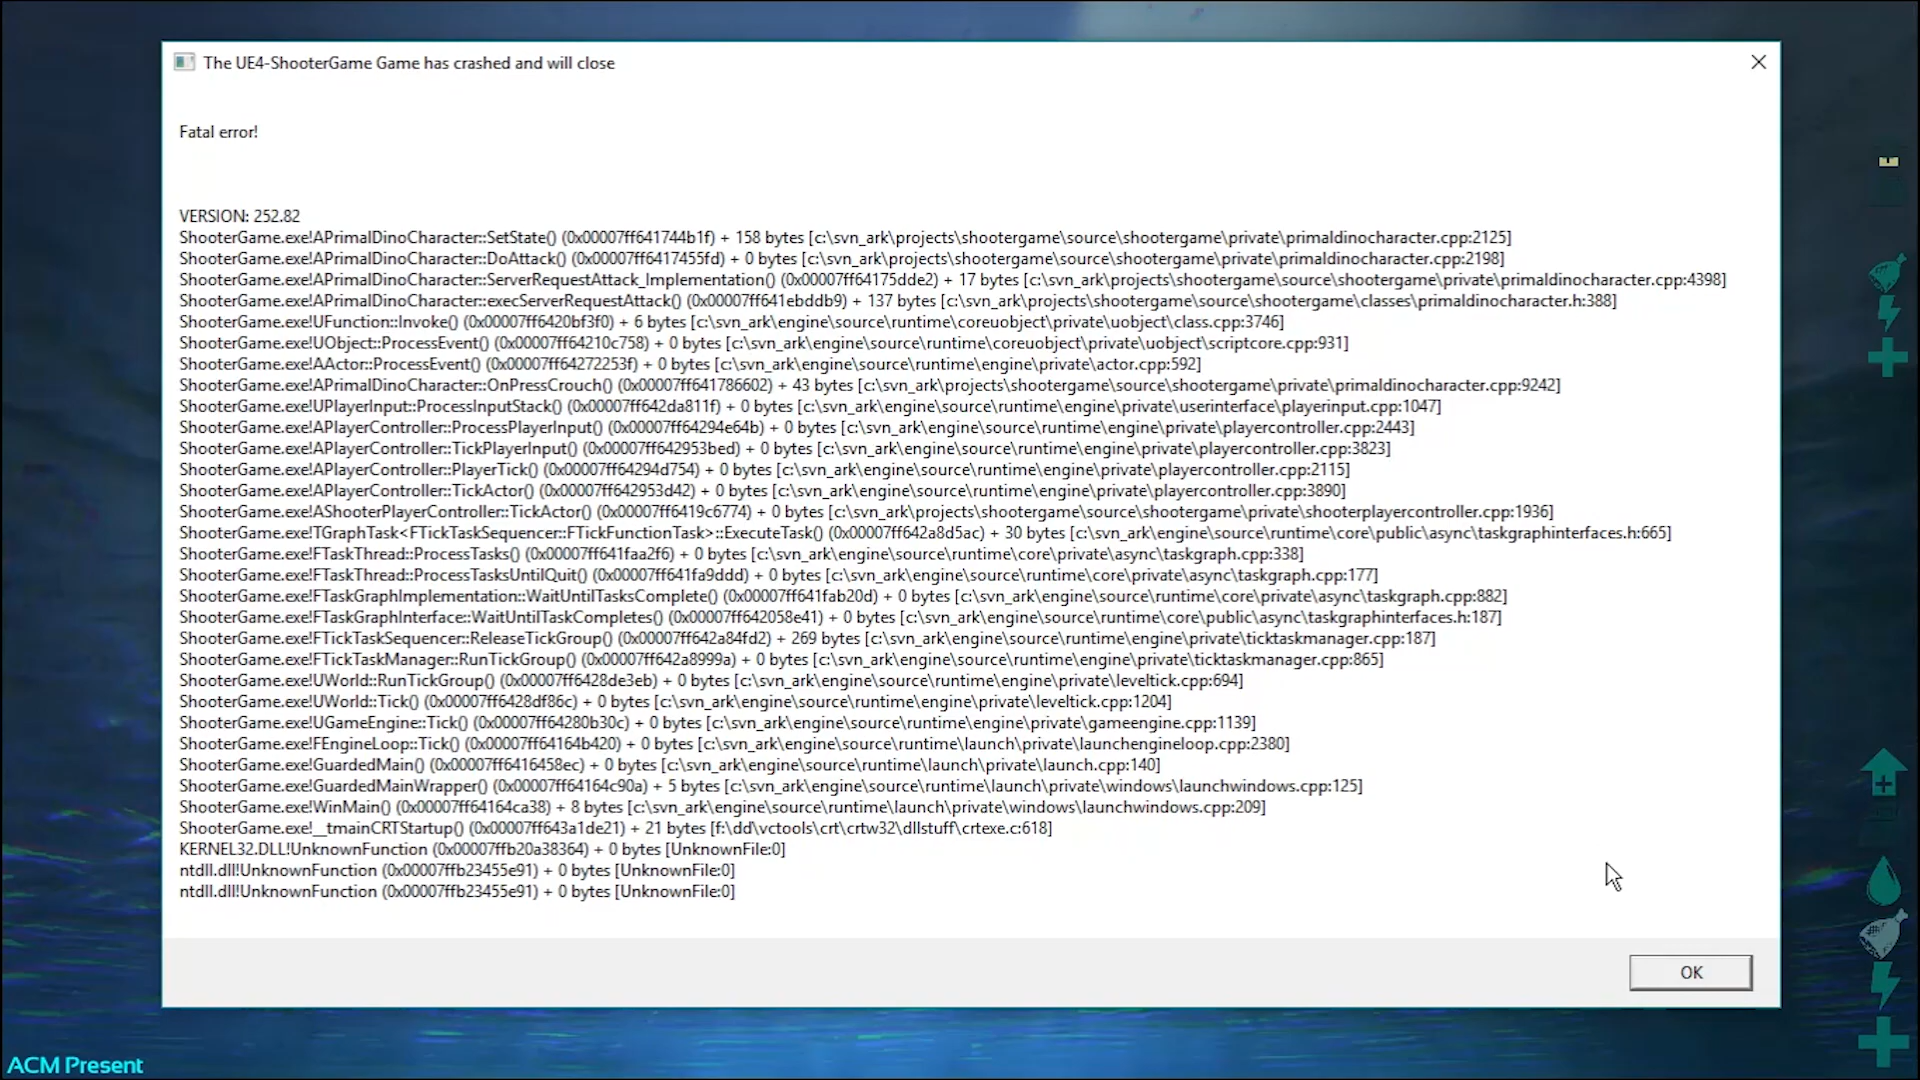 The UE4-ShooterGame Game has crashed and will close
Fatal error!
VERSION: 252.82
ShooterGame.exe!APrimalDinoCharacter::SetState() (0x00007ff641744b1f) + 158 bytes [c:\svn_ark\projects\shootergame\source\shootergame\private\primaldinocharacter.cpp:2125]
ShooterGame.exe!APrimalDinoCharacter::DoAttack() (0x00007ff6417455fd) + 0 bytes [c:\svn_ark\projects\shootergame\source\shootergame\private\primaldinocharacter.cpp:2198]
ShooterGame.exe!APrimalDinoCharacter::ServerRequestAttack_Implementation() (0x00007ff64175dde2) + 17 bytes [c:\svn_ark\projects\shootergame\source\shootergame\private\primaldinocharacter.cpp:4398]
ShooterGame.exe!APrimalDinoCharacter::execServerRequestAttack() (0x00007ff641ebddb9) + 137 bytes [c:\svn_ark\projects\shootergame\source\shootergame\classes\primaldinocharacter.h:388]
ShooterGame.exe!UFunction::Invoke() (0x00007ff6420bf3f0) + 6 bytes [c:\svn_ark\engine\source\runtime\coreuobject\private\uobject\class.cpp:3746]
ShooterGame.exe!UObject::ProcessEvent() (0x00007ff64210c758) + 0 bytes [c:\svn_ark\engine\source\runtime\coreuobject\private\uobject\scriptcore.cpp:931]
ShooterGame.exe!AActor::ProcessEvent() (0x00007ff64272253f) + 0 bytes [c:\svn_ark\engine\source\runtime\engine\private\actor.cpp:592]
ShooterGame.exe!APrimalDinoCharacter::OnPressCrouch() (0x00007ff641786602) + 43 bytes [c:\svn_ark\projects\shootergame\source\shootergame\private\primaldinocharacter.cpp:9242]
ShooterGame.exe!UPlayerInput::ProcessInputStack() (0x00007ff642da811f) + 0 bytes [c:\svn_ark\engine\source\runtime\engine\private\userinterface\playerinput.cpp:1047]
ShooterGame.exe!APlayerController::ProcessPlayerInput() (0x00007ff64294e64b) + 0 bytes [c:\svn_ark\engine\source\runtime\engine\private\playercontroller.cpp:2443]
ShooterGame.exe!APlayerController::TickPlayerInput() (0x00007ff642953bed) + 0 bytes [c:\svn_ark\engine\source\runtime\engine\private\playercontroller.cpp:3823]
ShooterGame.exe!APlayerController::PlayerTick() (0x00007ff64294d754) + 0 bytes [c:\svn_ark\engine\source\runtime\engine\private\playercontroller.cpp:2115]
ShooterGame.exe!APlayerController::TickActor() (0x00007ff642953d42) + 0 bytes [c:\svn_ark\engine\source\runtime\engine\private\playercontroller.cpp:3890]
ShooterGame.exe!AShooterPlayerController::TickActor() (0x00007ff6419c6774) + 0 bytes [c:\svn_ark\projects\shootergame\source\shootergame\private\shooterplayercontroller.cpp:1936]
ShooterGame.exe!TGraphTask<FTickTaskSequencer::FTickFunctionTask>::ExecuteTask() (0x00007ff642a8d5ac) + 30 bytes [c:\svn_ark\engine\source\runtime\core\public\async\taskgraphinterfaces.h:665]
ShooterGame.exe!FTaskThread::ProcessTasks() (0x00007ff641faa2f6) + 0 bytes [c:\svn_ark\engine\source\runtime\core\private\async\taskgraph.cpp:338]
ShooterGame.exe!FTaskThread::ProcessTasksUntilQuit() (0x00007ff641fa9ddd) + 0 bytes [c:\svn_ark\engine\source\runtime\core\private\async\taskgraph.cpp:177]
ShooterGame.exe!FTaskGraphImplementation::WaitUntilTasksComplete() (0x00007ff641fab20d) + 0 bytes [c:\svn_ark\engine\source\runtime\core\private\async\taskgraph.cpp:882]
ShooterGame.exe!FTaskGraphInterface::WaitUntilTaskCompletes() (0x00007ff642058e41) + 0 bytes [c:\svn_ark\engine\source\runtime\core\public\async\taskgraphinterfaces.h:187]
ShooterGame.exe!FTickTaskSequencer::ReleaseTickGroup() (0x00007ff642a84fd2) + 269 bytes [c:\svn_ark\engine\source\runtime\engine\private\ticktaskmanager.cpp:187]
ShooterGame.exe!FTickTaskManager::RunTickGroup() (0x00007ff642a8999a) + 0 bytes [c:\svn_ark\engine\source\runtime\engine\private\ticktaskmanager.cpp:865]
ShooterGame.exe!UWorld::RunTickGroup() (0x00007ff6428de3eb) + 0 bytes [c:\svn_ark\engine\source\runtime\engine\private\leveltick.cpp:694]
ShooterGame.exe!UWorld::Tick() (0x00007ff6428df86c) + 0 bytes [c:\svn_ark\engine\source\runtime\engine\private\leveltick.cpp:1204]
ShooterGame.exe!UGameEngine::Tick() (0x00007ff64280b30c) + 0 bytes [c:\svn_ark\engine\source\runtime\engine\private\gameengine.cpp:1139]
ShooterGame.exe!FEngineLoop::Tick() (0x00007ff64164b420) + 0 bytes [c:\svn_ark\engine\source\runtime\launch\private\launchengineloop.cpp:2380]
ShooterGame.exe!GuardedMain() (0x00007ff6416458ec) + 0 bytes [c:\svn_ark\engine\source\runtime\launch\private\launch.cpp:140]
ShooterGame.exe!GuardedMainWrapper() (0x00007ff64164c90a) + 5 bytes [c:\svn_ark\engine\source\runtime\launch\private\windows\launchwindows.cpp:125]
ShooterGame.exe!WinMain() (0x00007ff64164ca38) + 8 bytes [c:\svn_ark\engine\source\runtime\launch\private\windows\launchwindows.cpp:209]
ShooterGame.exe!__tmainCRTStartup() (0x00007ff643a1de21) + 21 bytes [f:\dd\vctools\crt\crtw32\dllstuff\crtexe.c:618]
KERNEL32.DLL!UnknownFunction (0x00007ffb20a38364) + 0 bytes [UnknownFile:0]
ntdll.dll!UnknownFunction (0x00007ffb23455e91) + 0 bytes [UnknownFile:0]
ntdll.dll!UnknownFunction (0x00007ffb23455e91) + 0 bytes [UnknownFile:0]
OK
ACM Present